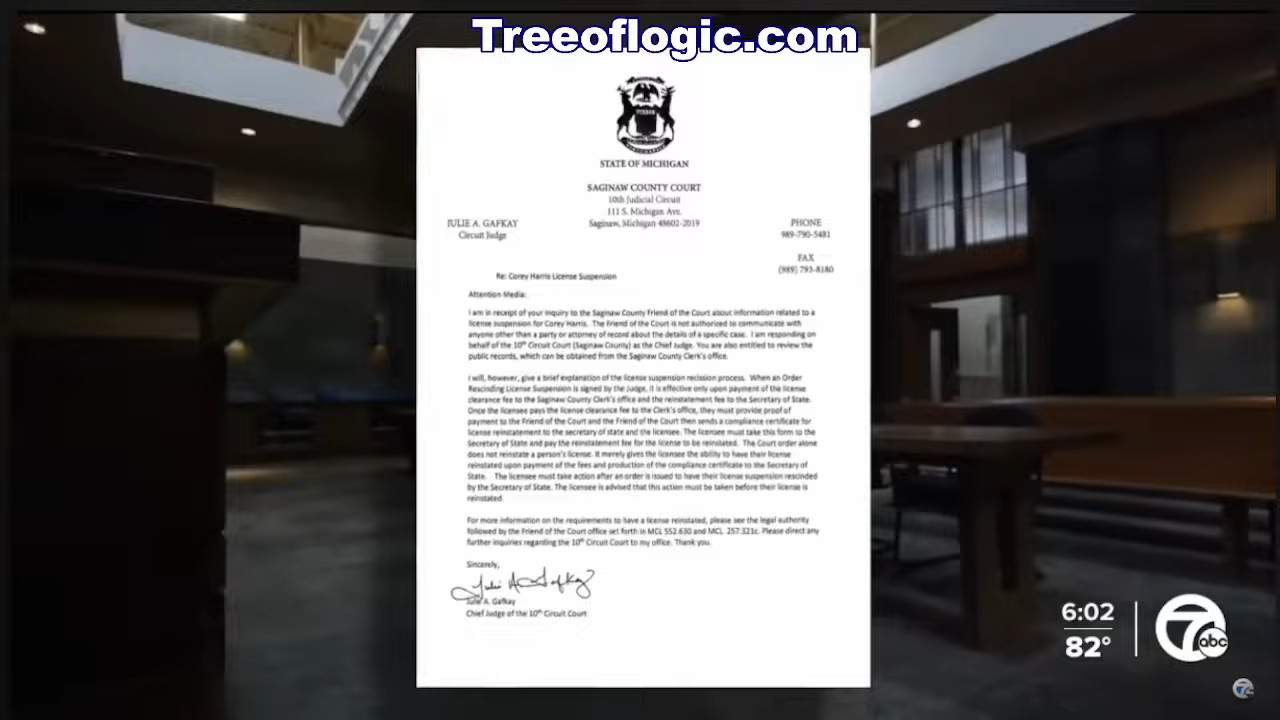 Treeoflogic.com
STATE OF MICHIGAN
SAGINAW COUNTY COURT
10th Judicial Circuit
111 S. Michigan Ave.
Saginaw, Michigan 48602-2019
JULIE A. GAFKAY
Circuit Judge
PHONE
989-790-5481
FAX
(989) 793-8180
Re: Corey Harris License Suspension
Attention Media:
I am in receipt of your inquiry to the Saginaw County Friend of the Court about information related to a
license suspension for Corey Harris. The Friend of the Court is not authorized to communicate with
anyone other than a party or attorney of record about the details of a specific case. I am responding on
behalf of the 10th Circuit Court (Saginaw County) as the Chief Judge. You are also entitled to review the
public records, which can be obtained from the Saginaw County Clerk's office.
I will, however, give a brief explanation of the license suspension recission process. When an Order
Rescinding License Suspension is signed by the Judge, it is effective only upon payment of the license
clearance fee to the Saginaw County Clerk's office and the reinstatement fee to the Secretary of State.
Once the licensee pays the license clearance fee to the Clerk's office, they must provide proof of
payment to the Friend of the Court and the Friend of the Court then sends a compliance certificate for
license reinstatement to the secretary of state and the licensee. The licensee must take this form to the
Secretary of State and pay the reinstatement fee for the license to be reinstated. The Court order alone
does not reinstate a person's license. It merely gives the licensee the ability to have their license
reinstated upon payment of the fees and production of the compliance certificate to the Secretary of
State. The licensee must take action after an order is issued to have their license suspension rescinded
by the Secretary of State. The licensee is advised that this action must be taken before their license is
reinstated.
For more information on the requirements to have a license reinstated, please see the legal authority
followed by the Friend of the Court office set forth in MCL 552.630 and MCL 257.321c. Please direct any
further inquiries regarding the 10th Circuit Court to my office. Thank you.
Sincerely,
Julie A. Gafkay
Julie A. Gafkay
Chief Judge of the 10th Circuit Court
6:02
82°
7 abc